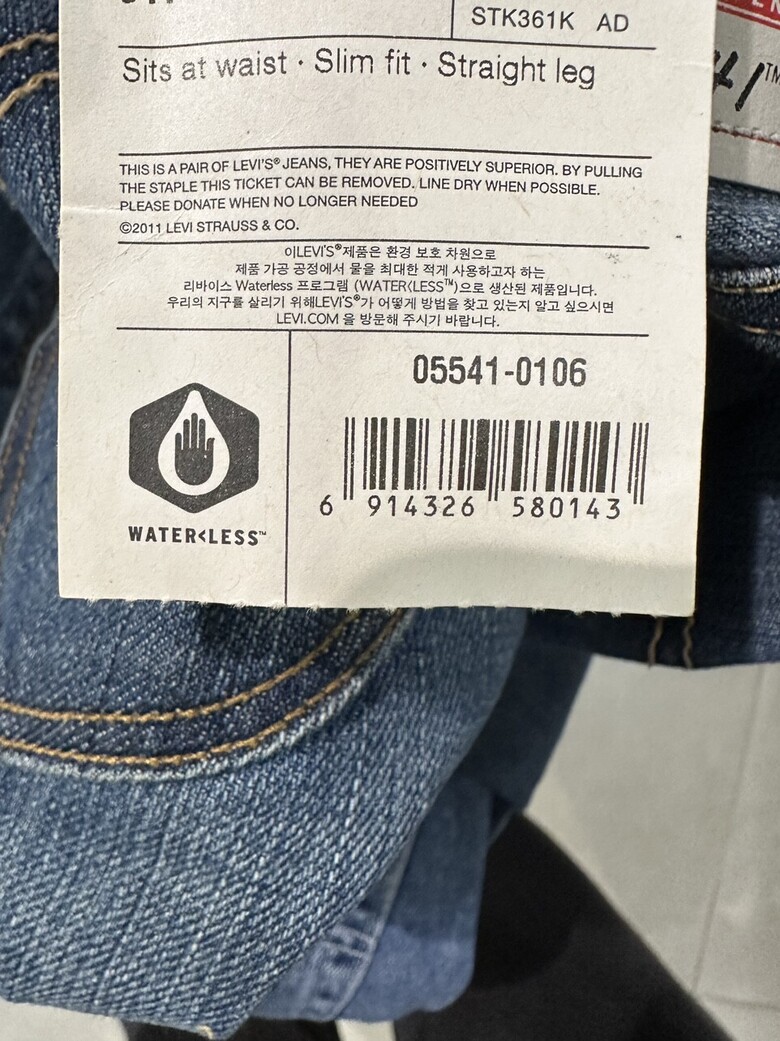 STK361K AD
Sits at waist · Slim fit · Straight leg
THIS IS A PAIR OF LEVI'S® JEANS, THEY ARE POSITIVELY SUPERIOR. BY PULLING
THE STAPLE THIS TICKET CAN BE REMOVED. LINE DRY WHEN POSSIBLE.
PLEASE DONATE WHEN NO LONGER NEEDED
©2011 LEVI STRAUSS & CO.
이LEVI'S®제품은 환경 보호 차원으로
제품 가공 공정에서 물을 최대한 적게 사용하고자 하는
리바이스 Waterless 프로그램 (WATER<LESS™)으로 생산된 제품입니다.
우리의 지구를 살리기 위해LEVI'S®가 어떻게 방법을 찾고 있는지 알고 싶으시면
LEVI.COM 을 방문해 주시기 바랍니다.
05541-0106
6 914326 580143
WATER<LESS™